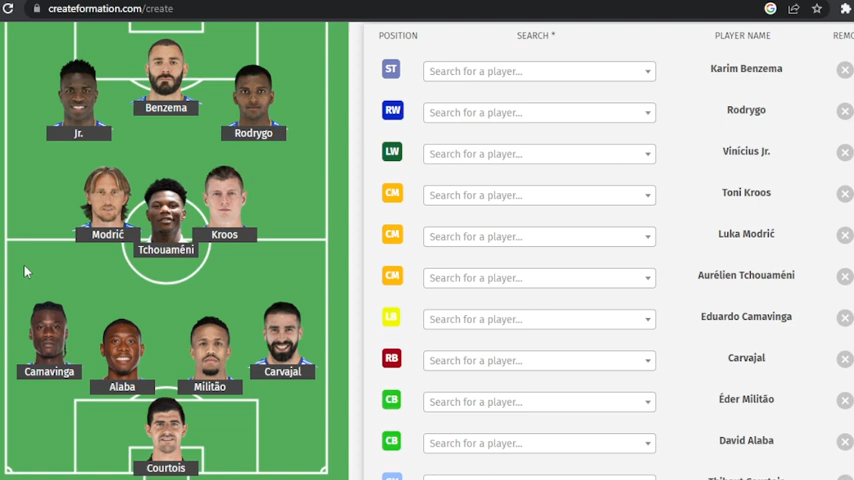 createformation.com/create
Benzema
Jr.
Rodrygo
Modrić
Kroos
Tchouaméni
Camavinga
Carvajal
Alaba
Militão
Courtois
POSITION SEARCH * PLAYER NAME REMO
ST Search for a player... Karim Benzema
RW Search for a player... Rodrygo
LW Search for a player... Vinícius Jr.
CM Search for a player... Toni Kroos
CM Search for a player... Luka Modrić
CM Search for a player... Aurélien Tchouaméni
LB Search for a player... Eduardo Camavinga
RB Search for a player... Carvajal
CB Search for a player... Éder Militão
CB Search for a player... David Alaba